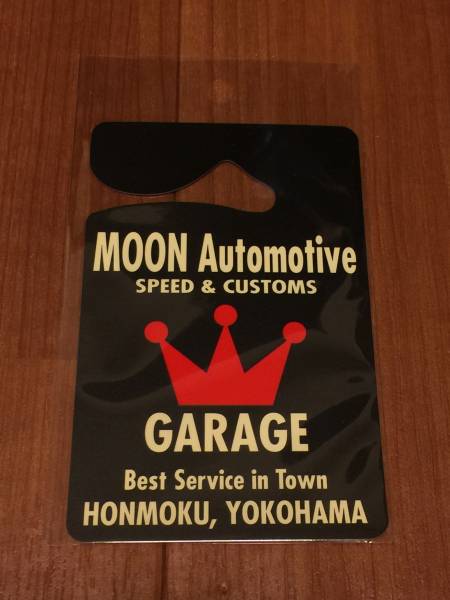 MOON Automotive
SPEED & CUSTOMS
GARAGE
Best Service in Town
HONMOKU, YOKOHAMA